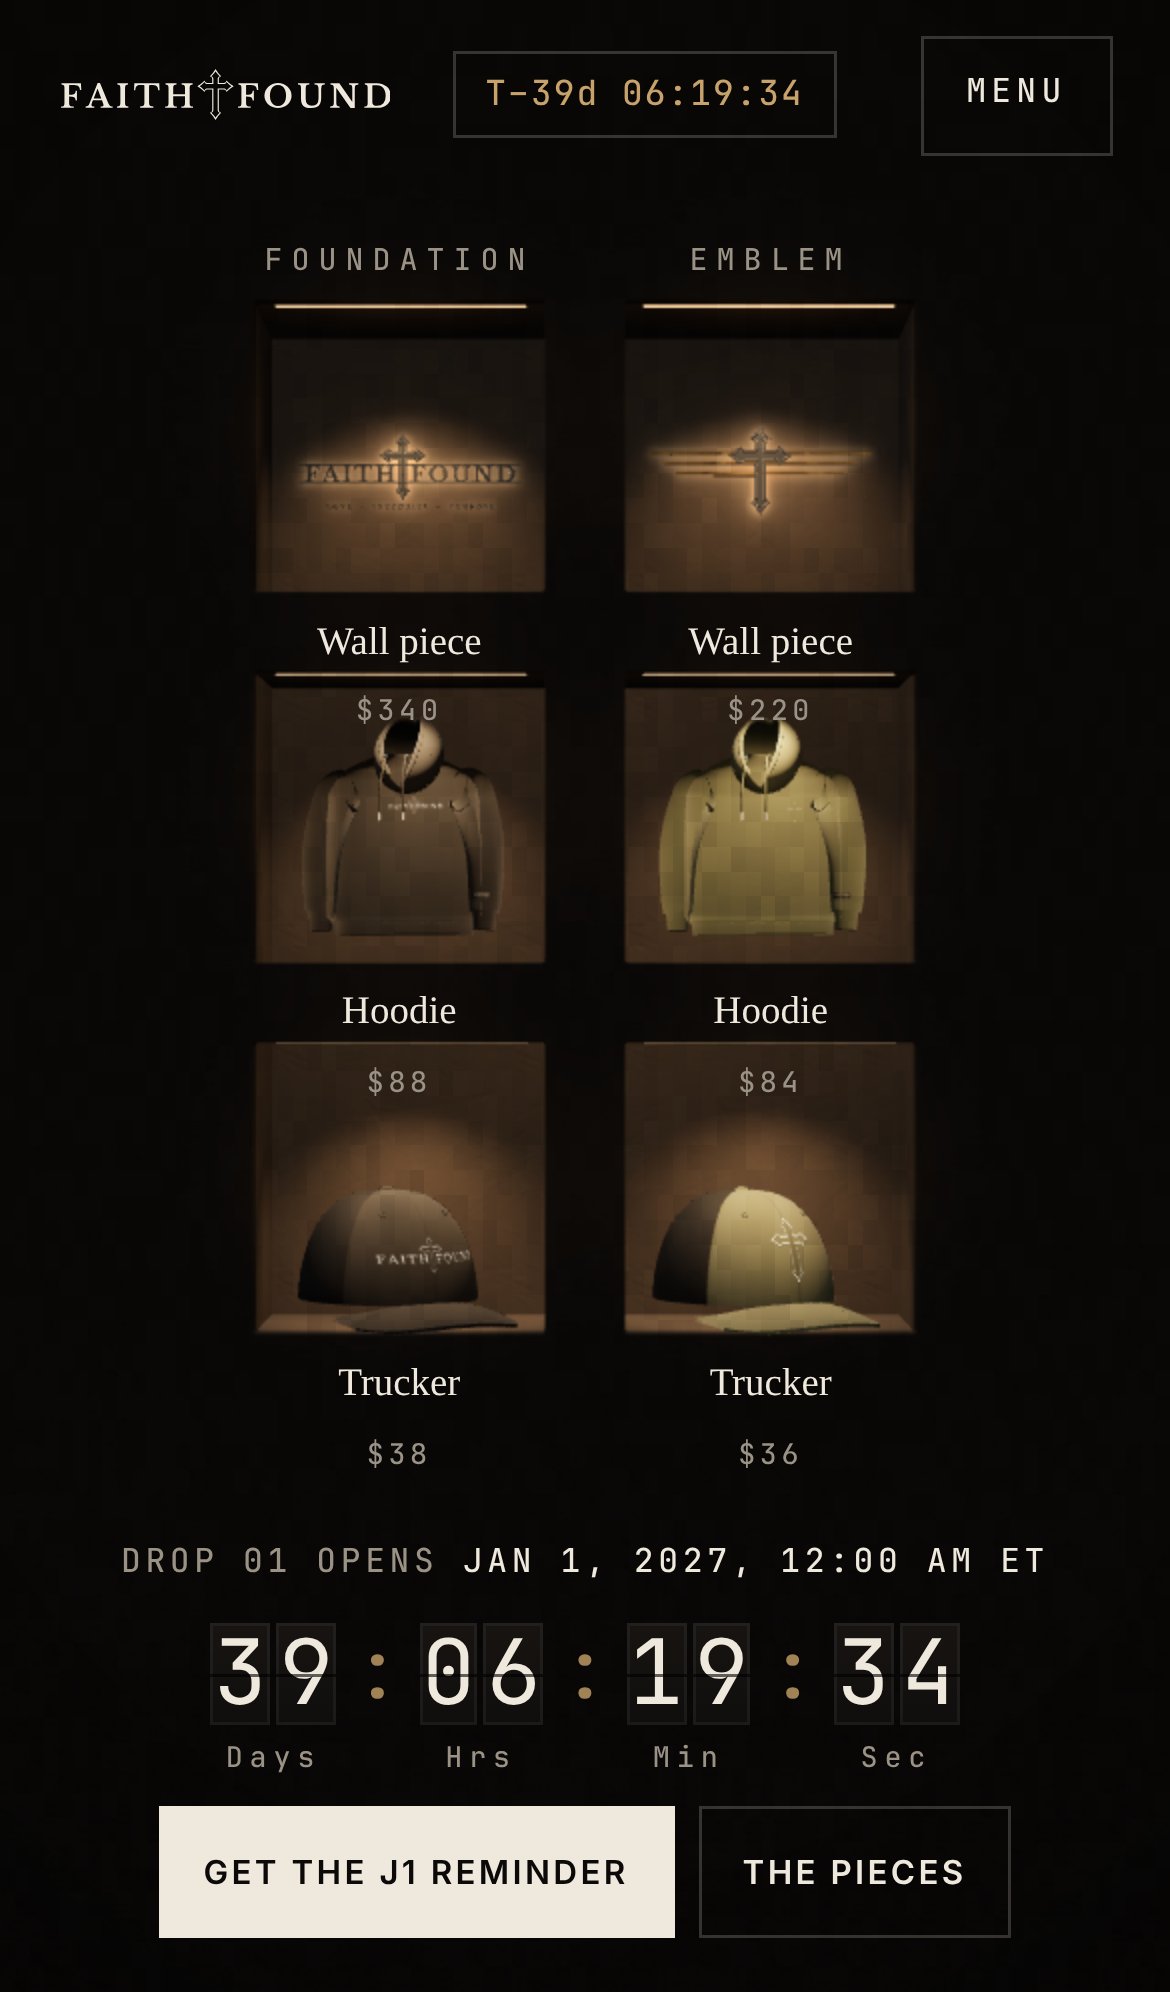 FAITH FOUND
T-39d 06:19:34
MENU
FOUNDATION EMBLEM
FAITH FOUND
Wall piece Wall piece
$340 $220
Hoodie Hoodie
$88 $84
FAITH FOUND
Trucker Trucker
$38 $36
DROP 01 OPENS JAN 1, 2027, 12:00 AM ET
39 : 06 : 19 : 34
Days Hrs Min Sec
GET THE J1 REMINDER
THE PIECES